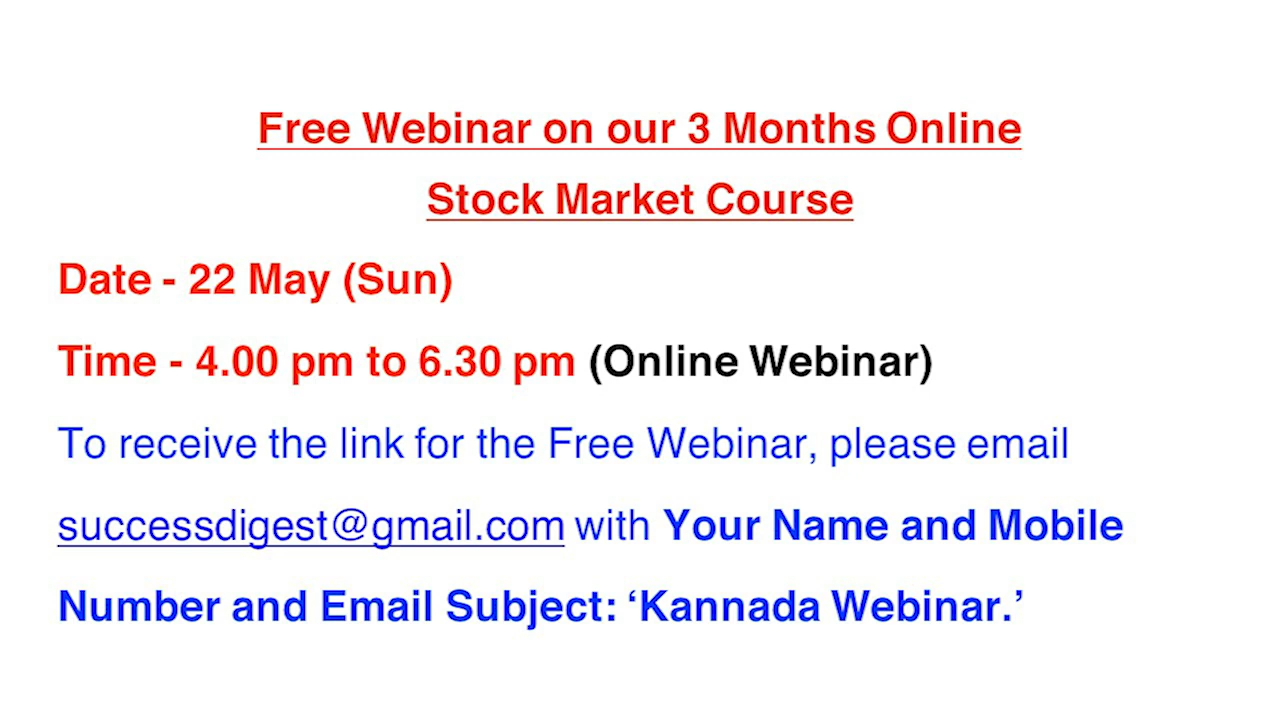 Free Webinar on our 3 Months Online
Stock Market Course
Date - 22 May (Sun)
Time - 4.00 pm to 6.30 pm (Online Webinar)
To receive the link for the Free Webinar, please email
successdigest@gmail.com with Your Name and Mobile
Number and Email Subject: ‘Kannada Webinar.’